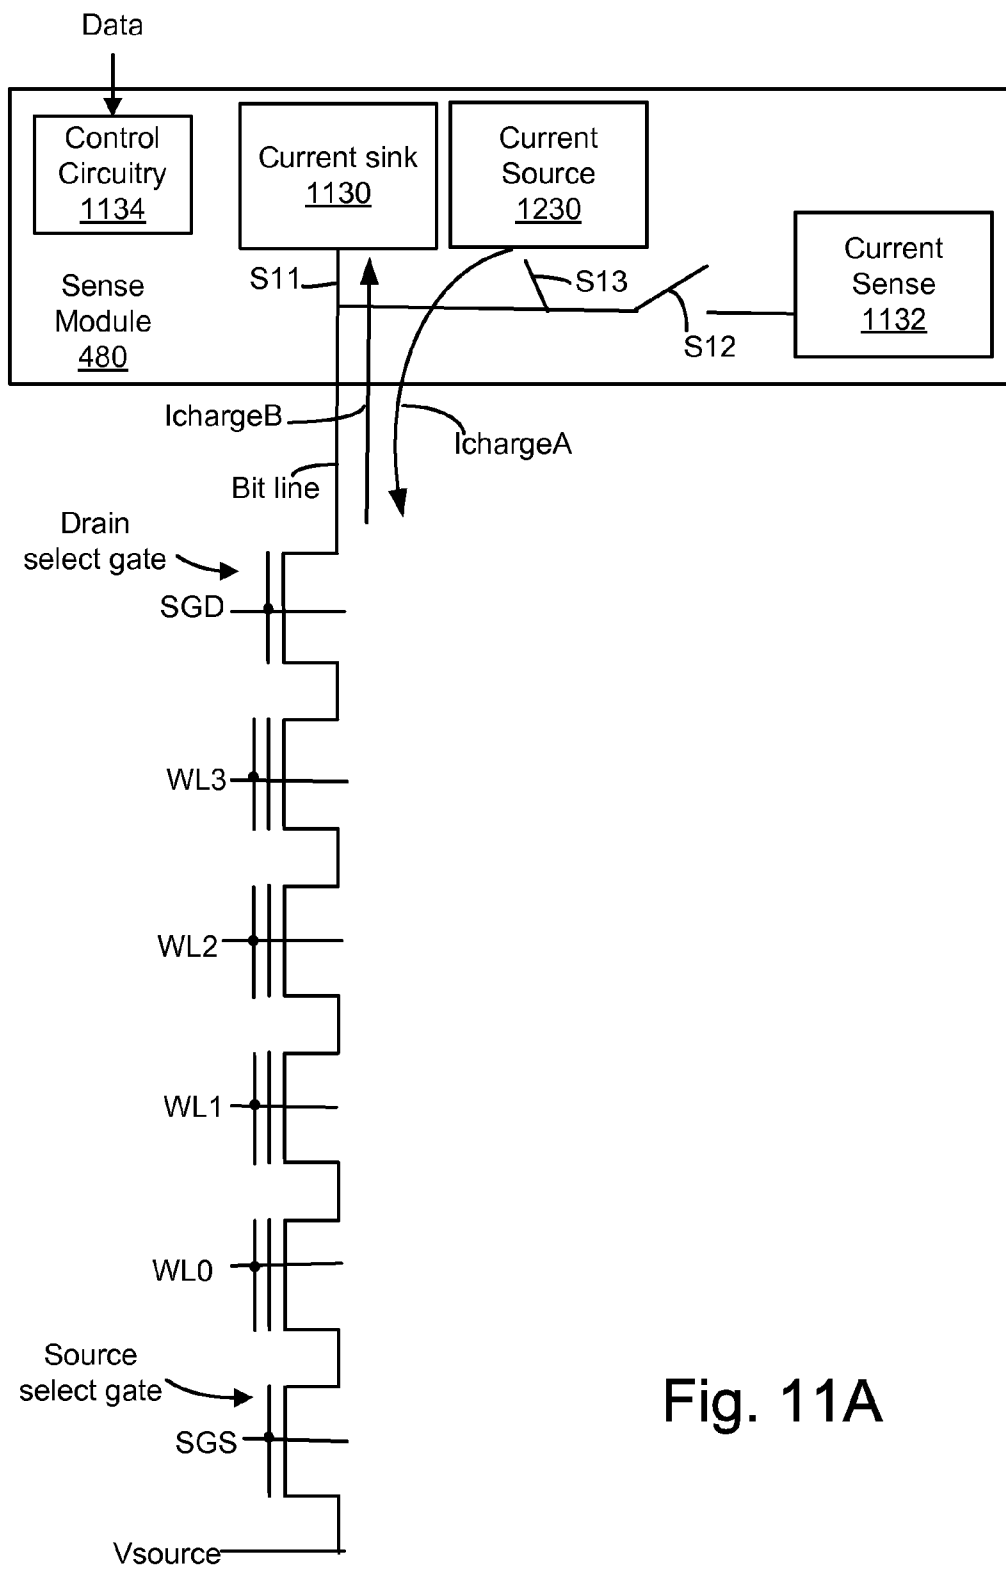 Data
Control
Circuitry
1134
Current sink
1130
Current
Source
1230
Current
Sense
1132
Sense
Module
480
S11
S13
S12
IchargeB
IchargeA
Bit line
Drain
select gate
SGD
WL3
WL2
WL1
WL0
Source
select gate
SGS
Vsource
Fig. 11A